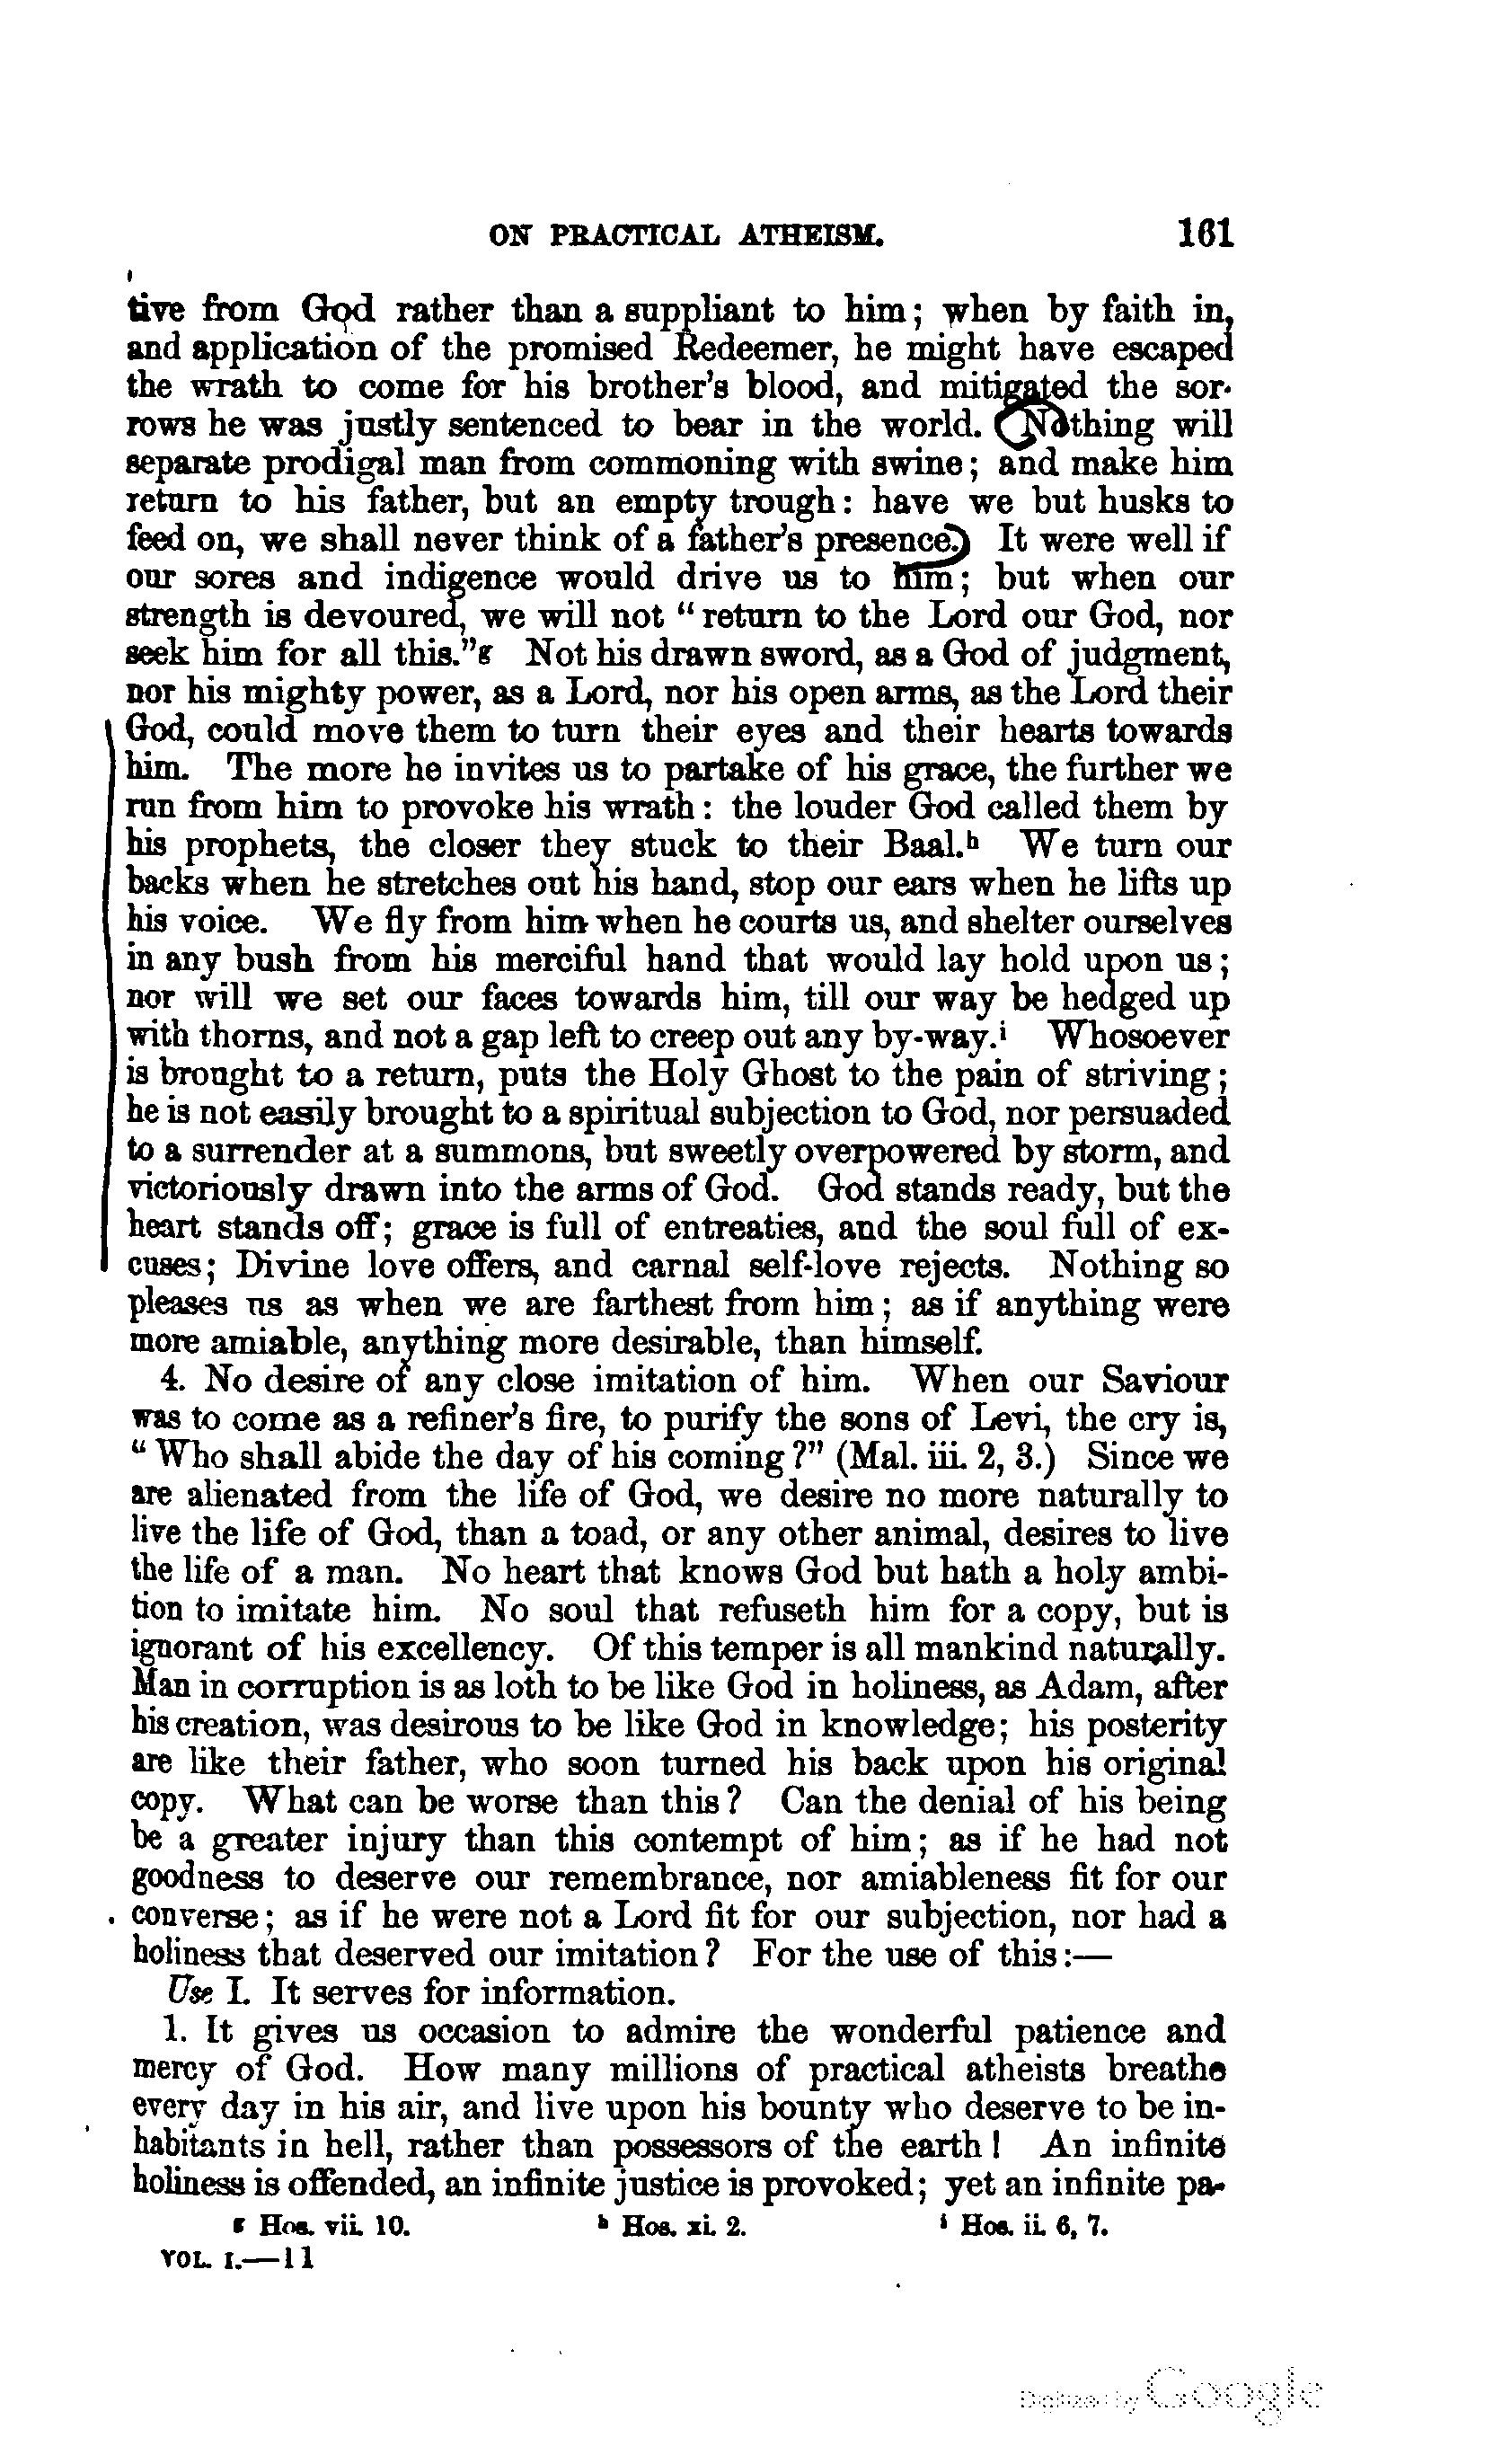 ON PRACTICAL ATHEISM. 161
tive from God rather than a suppliant to him; when by faith in,
and application of the promised Redeemer, he might have escaped
the wrath to come for his brother's blood, and mitigated the sor-
rows he was justly sentenced to bear in the world. Nothing will
separate prodigal man from commoning with swine; and make him
return to his father, but an empty trough: have we but husks to
feed on, we shall never think of a father's presence. It were well if
our sores and indigence would drive us to him; but when our
strength is devoured, we will not "return to the Lord our God, nor
seek him for all this."g Not his drawn sword, as a God of judgment,
nor his mighty power, as a Lord, nor his open arms, as the Lord their
God, could move them to turn their eyes and their hearts towards
him. The more he invites us to partake of his grace, the further we
run from him to provoke his wrath: the louder God called them by
his prophets, the closer they stuck to their Baal.h We turn our
backs when he stretches out his hand, stop our ears when he lifts up
his voice. We fly from him when he courts us, and shelter ourselves
in any bush from his merciful hand that would lay hold upon us;
nor will we set our faces towards him, till our way be hedged up
with thorns, and not a gap left to creep out any by-way.i Whosoever
is brought to a return, puts the Holy Ghost to the pain of striving;
he is not easily brought to a spiritual subjection to God, nor persuaded
to a surrender at a summons, but sweetly overpowered by storm, and
victoriously drawn into the arms of God. God stands ready, but the
heart stands off; grace is full of entreaties, and the soul full of ex-
cuses; Divine love offers, and carnal self-love rejects. Nothing so
pleases us as when we are farthest from him; as if anything were
more amiable, anything more desirable, than himself.
4. No desire of any close imitation of him. When our Saviour
was to come as a refiner's fire, to purify the sons of Levi, the cry is,
"Who shall abide the day of his coming?" (Mal. iii. 2, 3.) Since we
are alienated from the life of God, we desire no more naturally to
live the life of God, than a toad, or any other animal, desires to live
the life of a man. No heart that knows God but hath a holy ambi-
tion to imitate him. No soul that refuseth him for a copy, but is
ignorant of his excellency. Of this temper is all mankind naturally.
Man in corruption is as loth to be like God in holiness, as Adam, after
his creation, was desirous to be like God in knowledge; his posterity
are like their father, who soon turned his back upon his original
copy. What can be worse than this? Can the denial of his being
be a greater injury than this contempt of him; as if he had not
goodness to deserve our remembrance, nor amiableness fit for our
converse; as if he were not a Lord fit for our subjection, nor had a
holiness that deserved our imitation? For the use of this:—
Use I. It serves for information.
1. It gives us occasion to admire the wonderful patience and
mercy of God. How many millions of practical atheists breathe
every day in his air, and live upon his bounty who deserve to be in-
habitants in hell, rather than possessors of the earth! An infinite
holiness is offended, an infinite justice is provoked; yet an infinite pa-
g Hos. vii. 10. h Hos. xi. 2. i Hos. ii. 6, 7.
VOL. I.—11
Digitized by Google